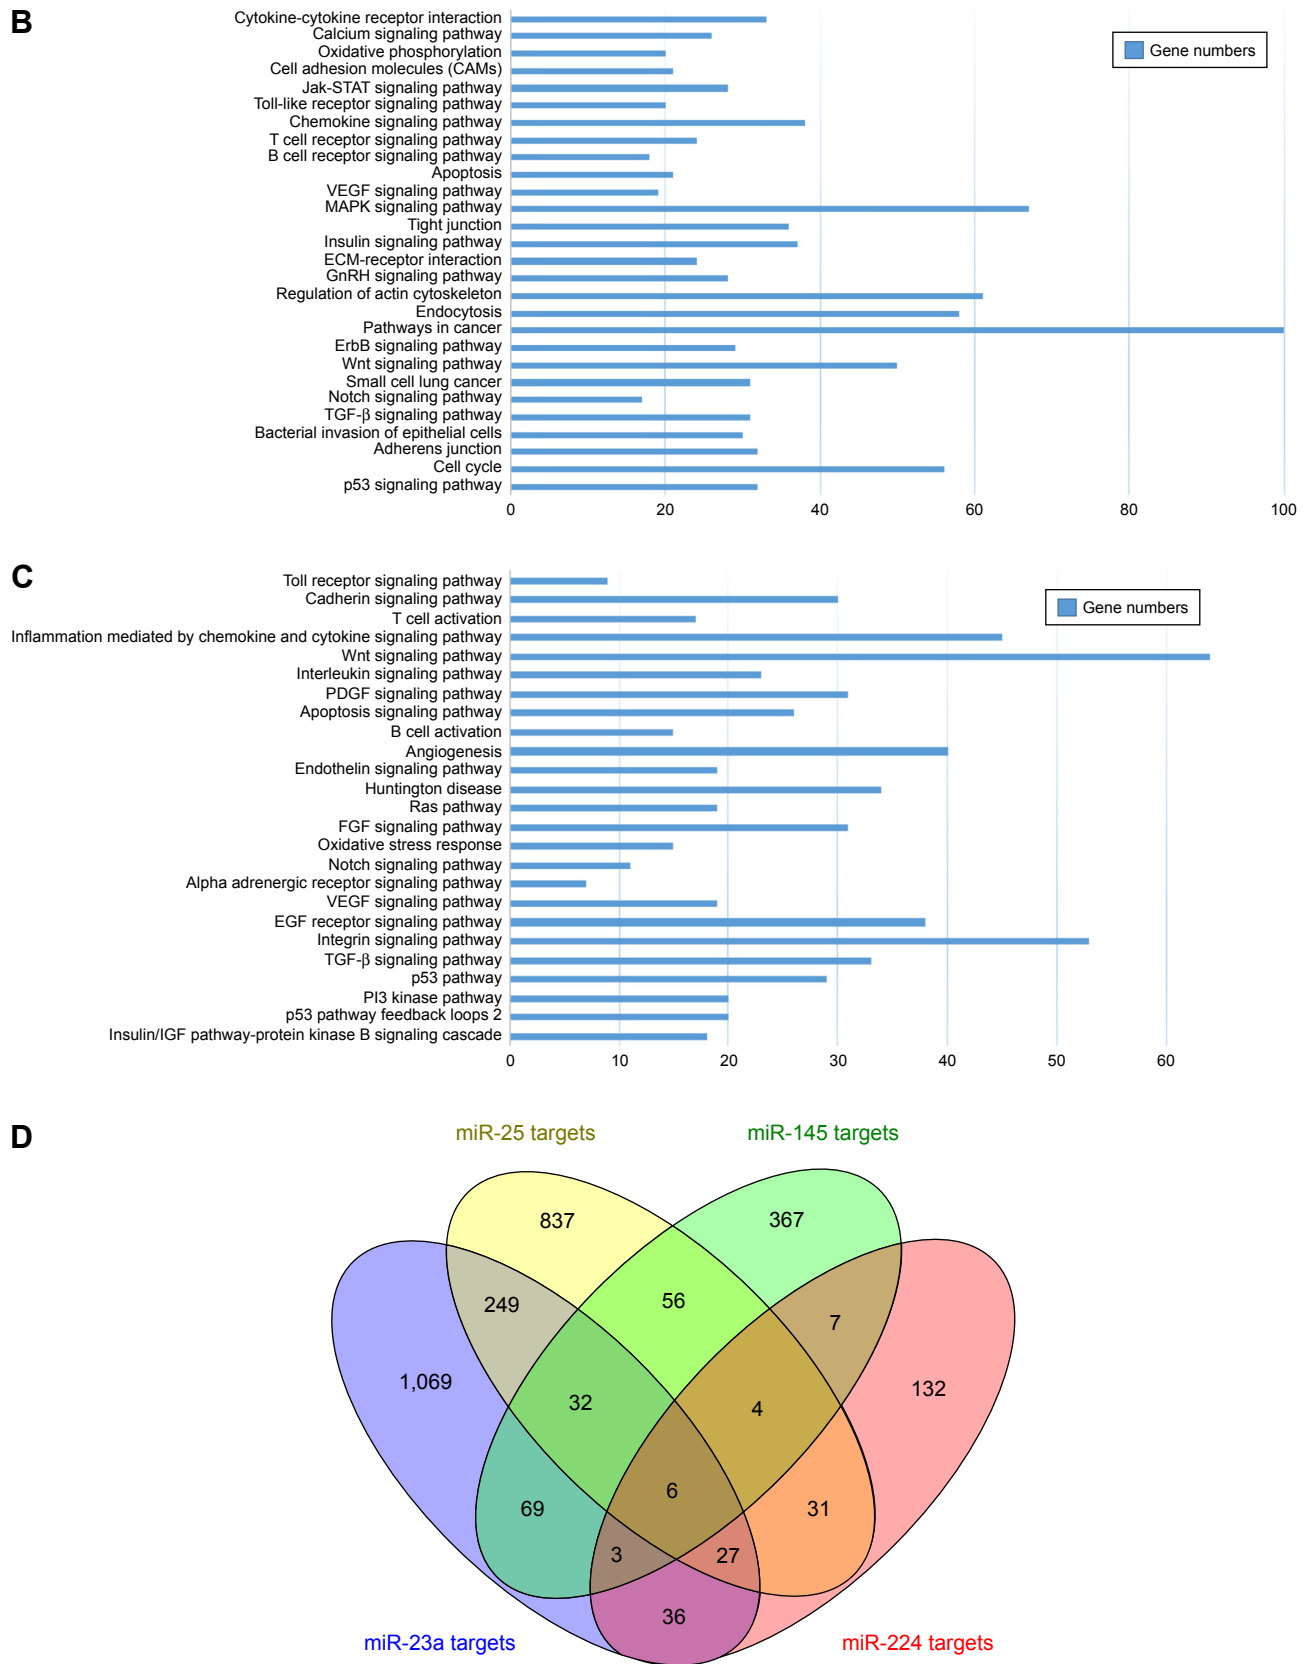 B
Cytokine-cytokine receptor interaction
Calcium signaling pathway
Oxidative phosphorylation
Cell adhesion molecules (CAMs)
Jak-STAT signaling pathway
Toll-like receptor signaling pathway
Chemokine signaling pathway
T cell receptor signaling pathway
B cell receptor signaling pathway
Apoptosis
VEGF signaling pathway
MAPK signaling pathway
Tight junction
Insulin signaling pathway
ECM-receptor interaction
GnRH signaling pathway
Regulation of actin cytoskeleton
Endocytosis
Pathways in cancer
ErbB signaling pathway
Wnt signaling pathway
Small cell lung cancer
Notch signaling pathway
TGF-β signaling pathway
Bacterial invasion of epithelial cells
Adherens junction
Cell cycle
p53 signaling pathway
Gene numbers
0 20 40 60 80 100
C
Toll receptor signaling pathway
Cadherin signaling pathway
T cell activation
Inflammation mediated by chemokine and cytokine signaling pathway
Wnt signaling pathway
Interleukin signaling pathway
PDGF signaling pathway
Apoptosis signaling pathway
B cell activation
Angiogenesis
Endothelin signaling pathway
Huntington disease
Ras pathway
FGF signaling pathway
Oxidative stress response
Notch signaling pathway
Alpha adrenergic receptor signaling pathway
VEGF signaling pathway
EGF receptor signaling pathway
Integrin signaling pathway
TGF-β signaling pathway
p53 pathway
PI3 kinase pathway
p53 pathway feedback loops 2
Insulin/IGF pathway-protein kinase B signaling cascade
Gene numbers
0 10 20 30 40 50 60
D
miR-25 targets miR-145 targets
837 367
249 56 7
1,069 32 4 132
69 6 31
3 27
36
miR-23a targets miR-224 targets